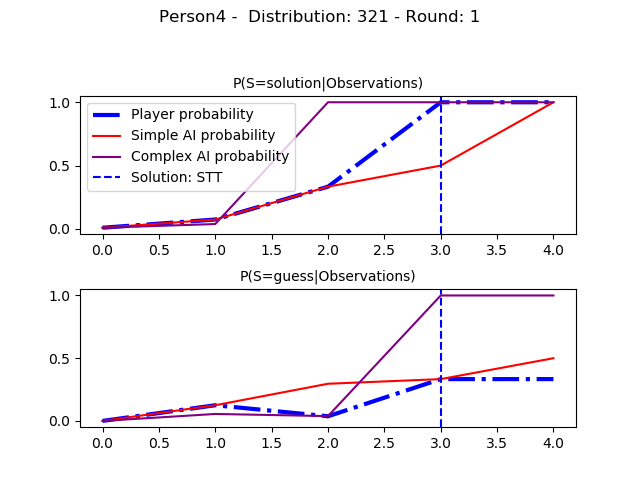 Person4 -  Distribution: 321 - Round: 1
P(S=solution|Observations)
1.0
0.5
0.0
Player probability
Simple AI probability
Complex AI probability
Solution: STT
0.0 0.5 1.0 1.5 2.0 2.5 3.0 3.5 4.0
P(S=guess|Observations)
1.0
0.5
0.0
0.0 0.5 1.0 1.5 2.0 2.5 3.0 3.5 4.0